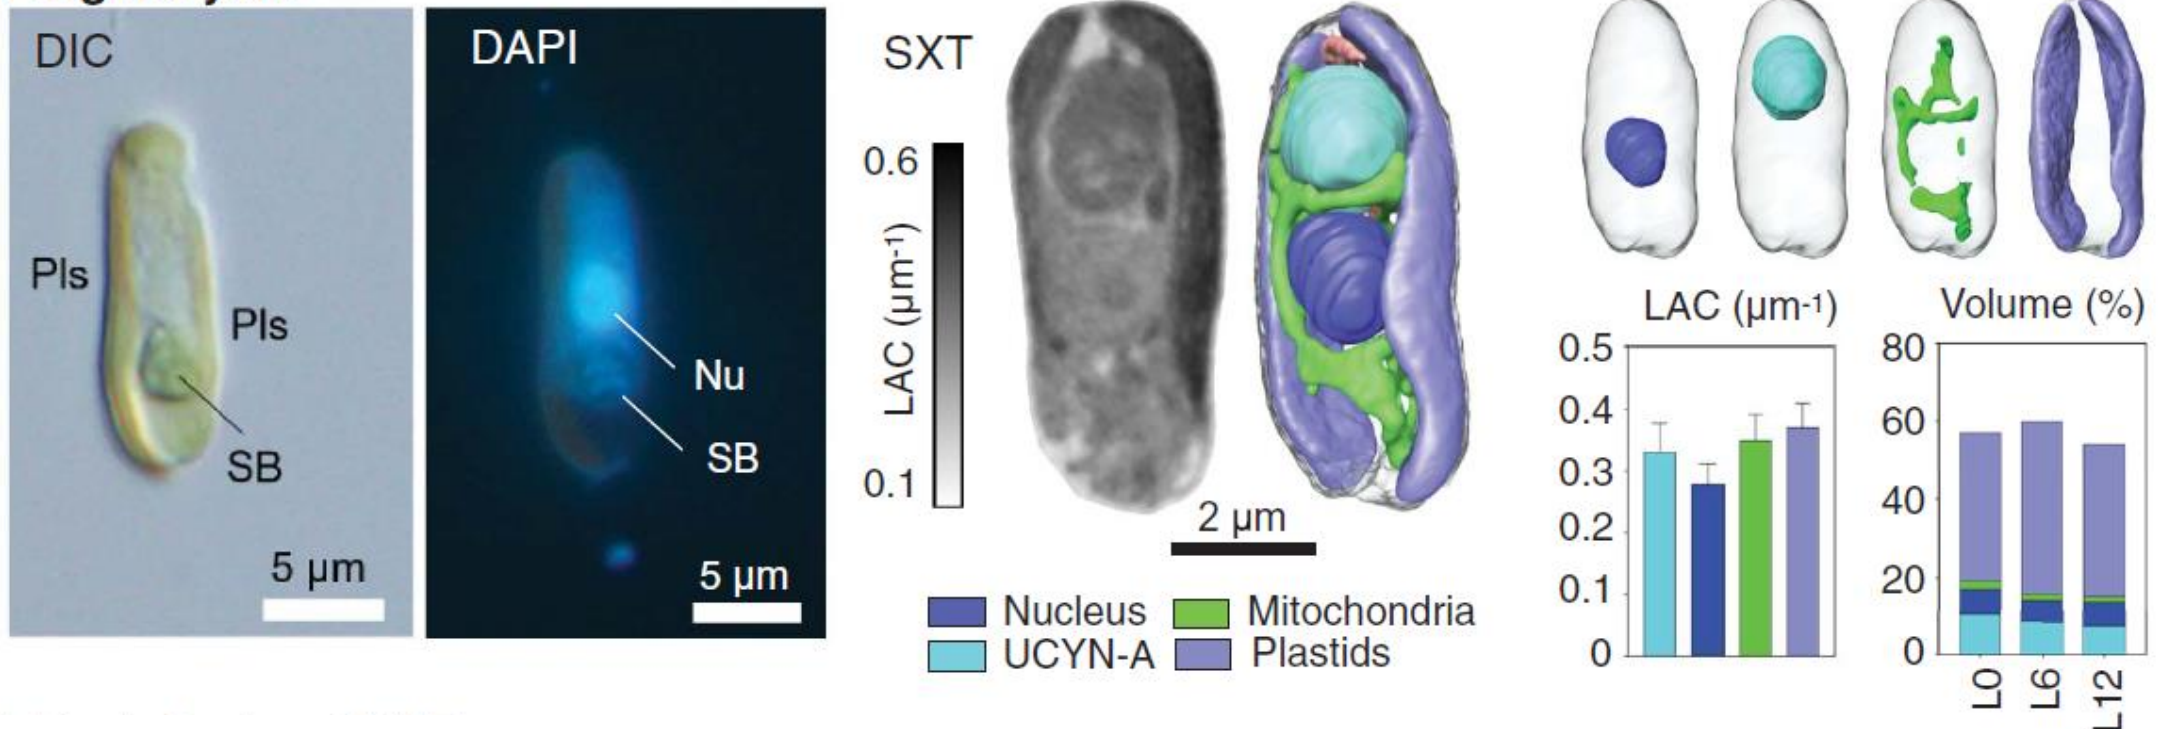 DIC
Pls
Pls
SB
5 μm
DAPI
Nu
SB
5 μm
SXT
0.6
LAC (μm-1)
0.1
2 μm
Nucleus
Mitochondria
UCYN-A
Plastids
LAC (μm-1)
0.5
0.4
0.3
0.2
0.1
0
Volume (%)
80
60
40
20
0
L0
L6
L12